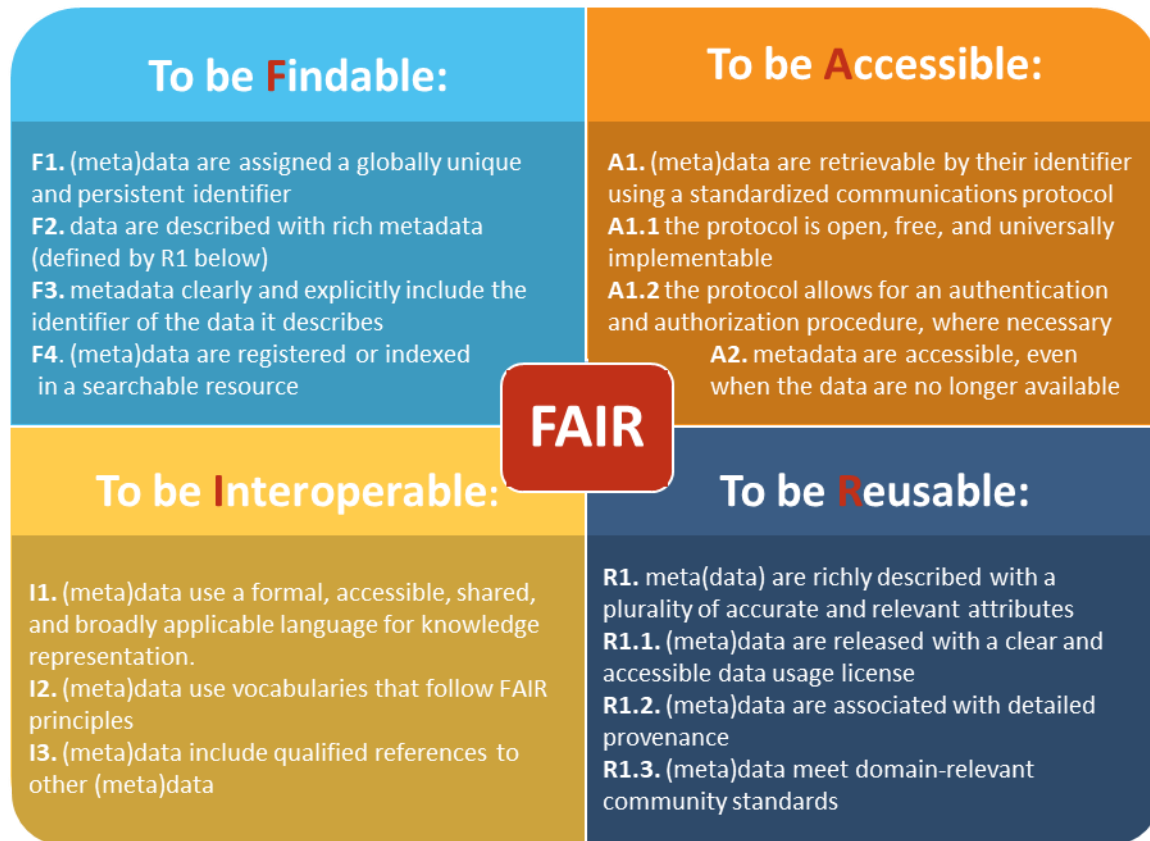 To be Findable:
F1. (meta)data are assigned a globally unique
and persistent identifier
F2. data are described with rich metadata
(defined by R1 below)
F3. metadata clearly and explicitly include the
identifier of the data it describes
F4. (meta)data are registered or indexed
in a searchable resource
To be Accessible:
A1. (meta)data are retrievable by their identifier
using a standardized communications protocol
A1.1 the protocol is open, free, and universally
implementable
A1.2 the protocol allows for an authentication
and authorization procedure, where necessary
A2. metadata are accessible, even
when the data are no longer available
FAIR
To be Interoperable:
I1. (meta)data use a formal, accessible, shared,
and broadly applicable language for knowledge
representation.
I2. (meta)data use vocabularies that follow FAIR
principles
I3. (meta)data include qualified references to
other (meta)data
To be Reusable:
R1. meta(data) are richly described with a
plurality of accurate and relevant attributes
R1.1. (meta)data are released with a clear and
accessible data usage license
R1.2. (meta)data are associated with detailed
provenance
R1.3. (meta)data meet domain-relevant
community standards